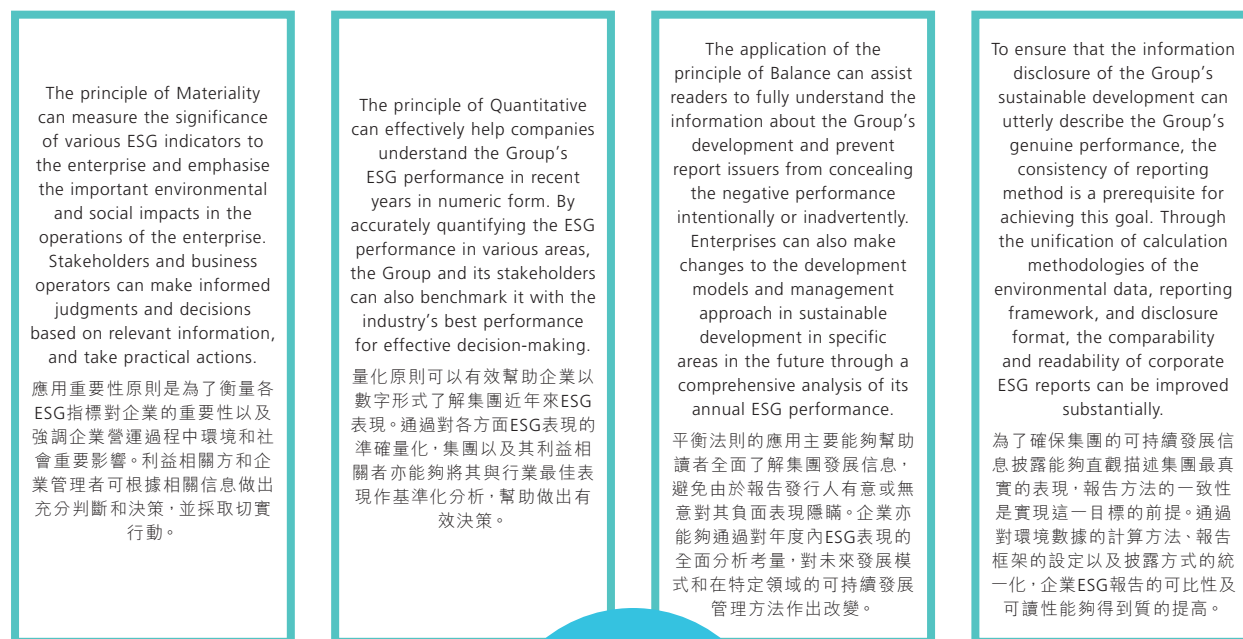 The principle of Materiality
can measure the significance
of various ESG indicators to
the enterprise and emphasise
the important environmental
and social impacts in the
operations of the enterprise.
Stakeholders and business
operators can make informed
judgments and decisions
based on relevant information,
and take practical actions.
應用重要性原則是為了衡量各
ESG指標對企業的重要性以及
強調企業營運過程中環境和社
會重要影響。利益相關方和企
業管理者可根據相關信息做出
充分判斷和決策，並採取切實
行動。
The principle of Quantitative
can effectively help companies
understand the Group's
ESG performance in recent
years in numeric form. By
accurately quantifying the ESG
performance in various areas,
the Group and its stakeholders
can also benchmark it with the
industry's best performance
for effective decision-making.
量化原則可以有效幫助企業以
數字形式了解集團近年來ESG
表現。通過對各方面ESG表現的
準確量化，集團以及其利益相
關者亦能夠將其與行業最佳表
現作基準化分析，幫助做出有
效決策。
The application of the
principle of Balance can assist
readers to fully understand the
information about the Group's
development and prevent
report issuers from concealing
the negative performance
intentionally or inadvertently.
Enterprises can also make
changes to the development
models and management
approach in sustainable
development in specific
areas in the future through a
comprehensive analysis of its
annual ESG performance.
平衡法則的應用主要能夠幫助
讀者全面了解集團發展信息，
避免由於報告發行人有意或無
意對其負面表現隱瞞。企業亦
能夠通過對年度內ESG表現的
全面分析考量，對未來發展模
式和在特定領域的可持續發展
管理方法作出改變。
To ensure that the information
disclosure of the Group's
sustainable development can
utterly describe the Group's
genuine performance, the
consistency of reporting
method is a prerequisite for
achieving this goal. Through
the unification of calculation
methodologies of the
environmental data, reporting
framework, and disclosure
format, the comparability
and readability of corporate
ESG reports can be improved
substantially.
為了確保集團的可持續發展信
息披露能夠直觀描述集團最真
實的表現，報告方法的一致性
是實現這一目標的前提。通過
對環境數據的計算方法、報告
框架的設定以及披露方式的統
一化，企業ESG報告的可比性及
可讀性能夠得到質的提高。